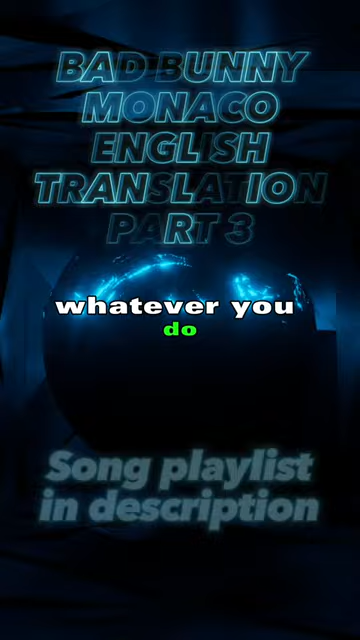 BAD BUNNY
MONACO
ENGLISH
TRANSLATION
PART 3
whatever you
do
Song playlist
in description